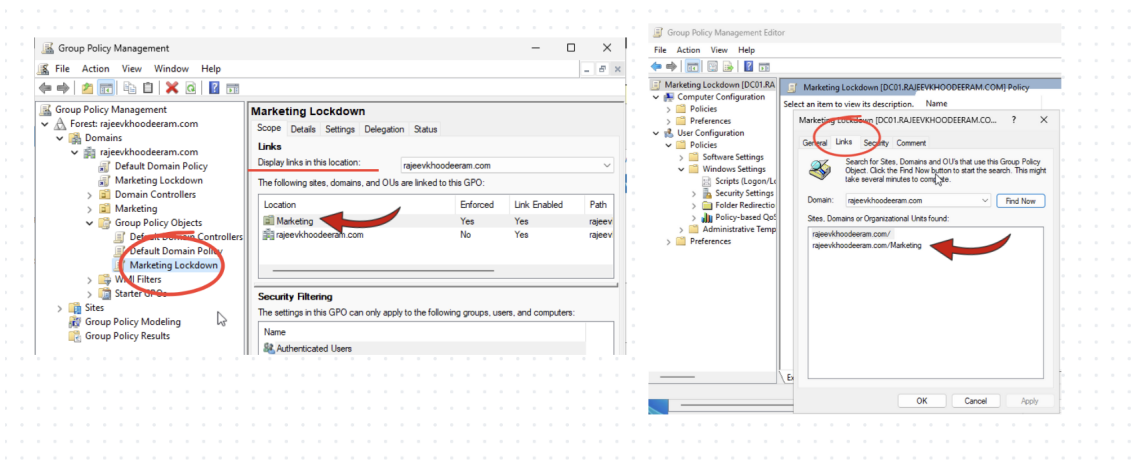 Group Policy Management
File Action View Window Help
Group Policy Management
Forest: rajeevkhoodeeram.com
Domains
rajeevkhoodeeram.com
Default Domain Policy
Marketing Lockdown
Domain Controllers
Marketing
Group Policy Objects
Default Domain Controllers
Default Domain Policy
Marketing Lockdown
WMI Filters
Starter GPOs
Sites
Group Policy Modeling
Group Policy Results
Marketing Lockdown
Scope Details Settings Delegation Status
Links
Display links in this location: rajeevkhoodeeram.com
The following sites, domains, and OUs are linked to this GPO:
Location Enforced Link Enabled Path
Marketing Yes Yes rajeev
rajeevkhoodeeram.com No Yes rajeev
Security Filtering
The settings in this GPO can only apply to the following groups, users, and computers:
Name
Authenticated Users
Group Policy Management Editor
File Action View Help
Marketing Lockdown [DC01.RA
Computer Configuration
Policies
Preferences
User Configuration
Policies
Software Settings
Windows Settings
Scripts (Logon/Lo
Security Settings
Folder Redirectio
Policy-based QoS
Administrative Temp
Preferences
Marketing Lockdown [DC01.RAJEEVKHOODEERAM.COM] Policy
Select an item to view its description. Name
Marketing Lockdown [DC01.RAJEEVKHOODEERAM.CO... ?
General Links Security Comment
Search for Sites, Domains and OU's that use this Group Policy
Object. Click the Find Now button to start the search. This might
take several minutes to complete.
Domain: rajeevkhoodeeram.com Find Now
Sites, Domains or Organizational Units found:
rajeevkhoodeeram.com/
rajeevkhoodeeram.com/Marketing
Ex
OK Cancel Apply